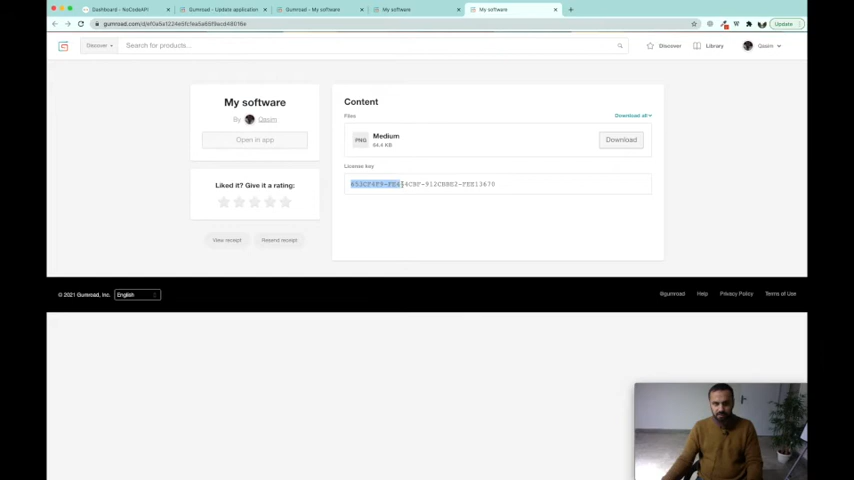 Dashboard - NoCodeAPI
Gumroad - Update application
Gumroad - My software
My software
My software
gumroad.com/d/ef0a5a1224e5fc1ea5a65f9acd48016e
Update
Discover
Search for products...
Discover
Library
Qasim
My software
By Qasim
Open in app
Liked it? Give it a rating:
View receipt
Resend receipt
Content
Files
Download all
PNG
Medium
64.4 KB
Download
License key
© 2021 Gumroad, Inc.
English
@gumroad
Help
Privacy Policy
Terms of Use